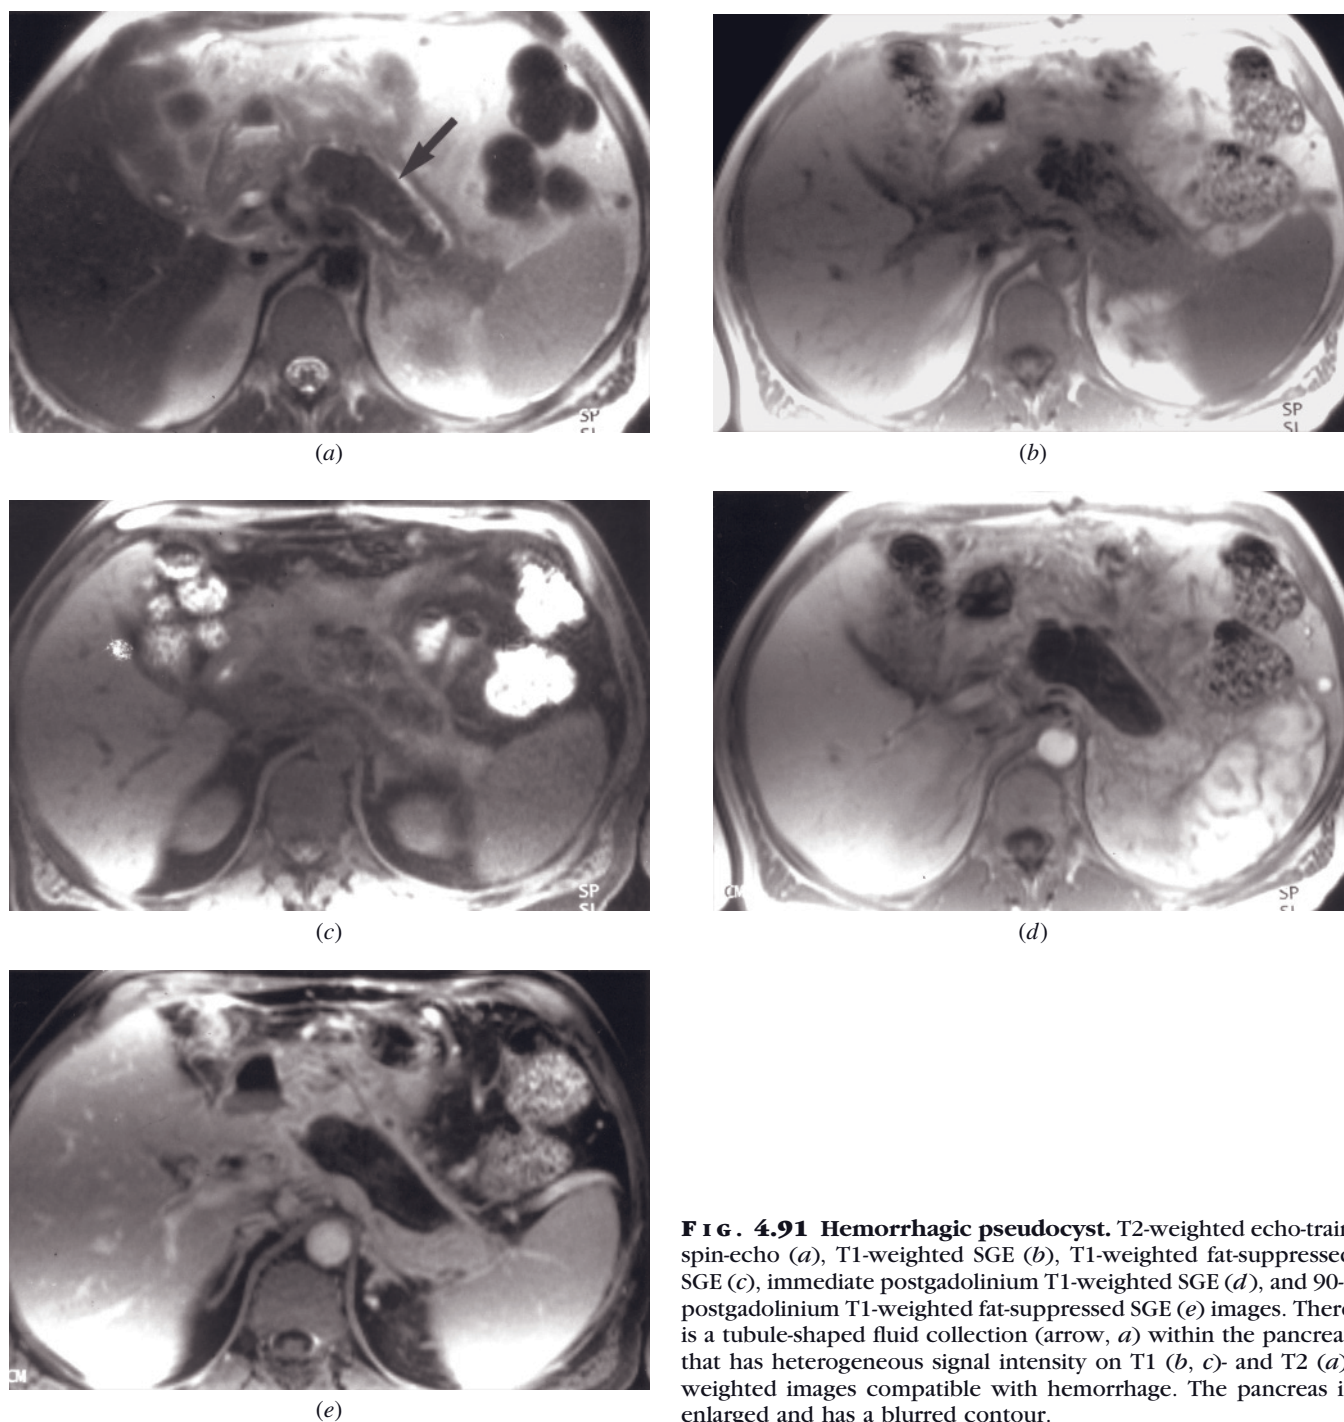 SP
(a)
SP
(b)
SP
(c)
CM
SP
(d)
CM
(e)
FIG. 4.91 Hemorrhagic pseudocyst. T2-weighted echo-train
spin-echo (a), T1-weighted SGE (b), T1-weighted fat-suppressed
SGE (c), immediate postgadolinium T1-weighted SGE (d), and 90-
postgadolinium T1-weighted fat-suppressed SGE (e) images. There
is a tubule-shaped fluid collection (arrow, a) within the pancrea
that has heterogeneous signal intensity on T1 (b, c)- and T2 (a)
weighted images compatible with hemorrhage. The pancreas i
enlarged and has a blurred contour.